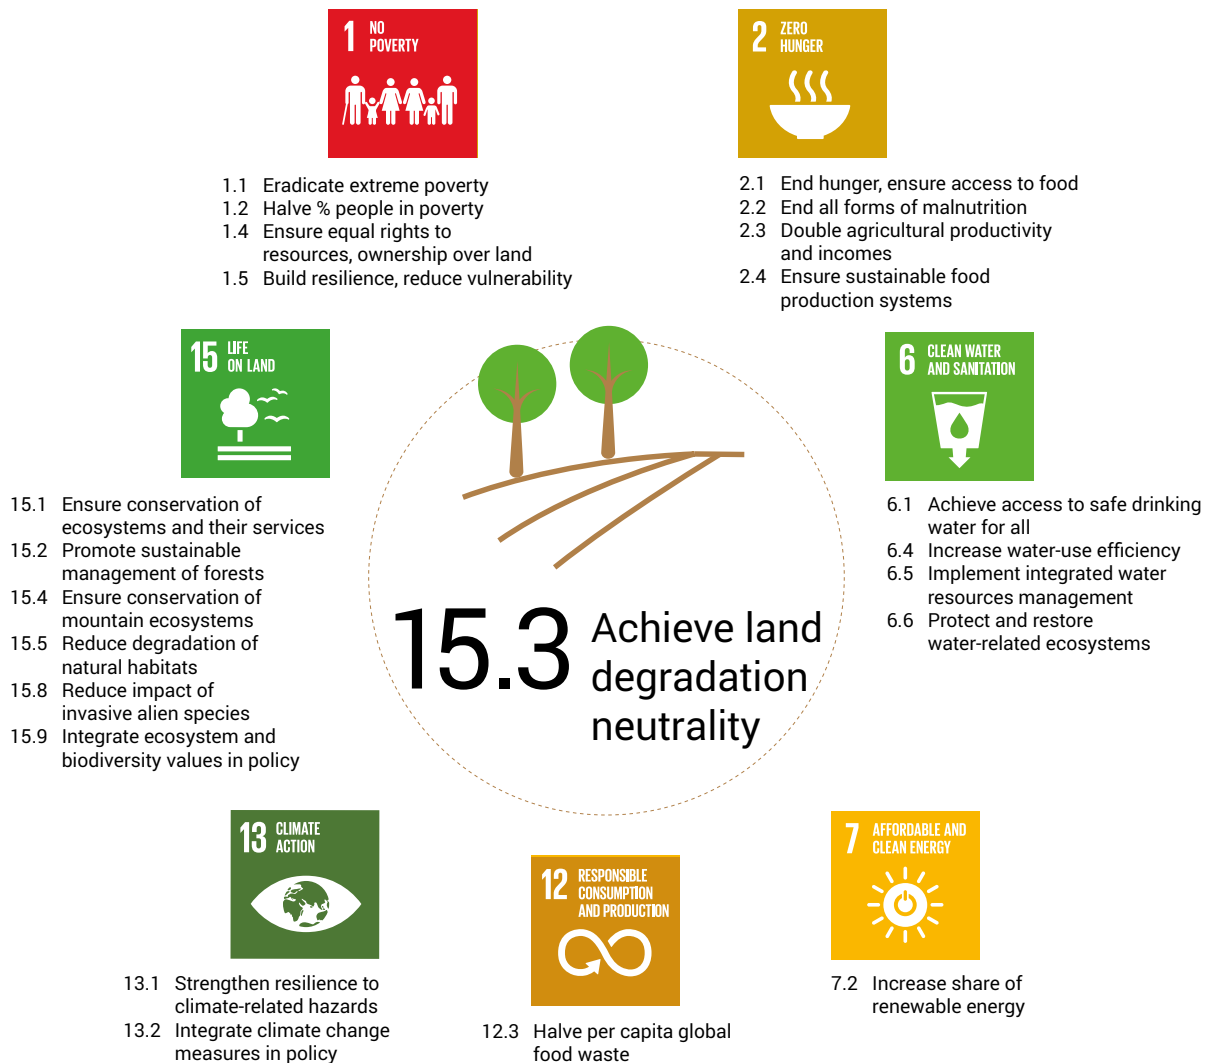 1 NO
POVERTY
1.1 Eradicate extreme poverty
1.2 Halve % people in poverty
1.4 Ensure equal rights to
resources, ownership over land
1.5 Build resilience, reduce vulnerability
2 ZERO
HUNGER
2.1 End hunger, ensure access to food
2.2 End all forms of malnutrition
2.3 Double agricultural productivity
and incomes
2.4 Ensure sustainable food
production systems
15 LIFE
ON LAND
15.1 Ensure conservation of
ecosystems and their services
15.2 Promote sustainable
management of forests
15.4 Ensure conservation of
mountain ecosystems
15.5 Reduce degradation of
natural habitats
15.8 Reduce impact of
invasive alien species
15.9 Integrate ecosystem and
biodiversity values in policy
15.3 Achieve land
degradation
neutrality
6 CLEAN WATER
AND SANITATION
6.1 Achieve access to safe drinking
water for all
6.4 Increase water-use efficiency
6.5 Implement integrated water
resources management
6.6 Protect and restore
water-related ecosystems
13 CLIMATE
ACTION
13.1 Strengthen resilience to
climate-related hazards
13.2 Integrate climate change
measures in policy
12 RESPONSIBLE
CONSUMPTION
AND PRODUCTION
12.3 Halve per capita global
food waste
7 AFFORDABLE AND
CLEAN ENERGY
7.2 Increase share of
renewable energy